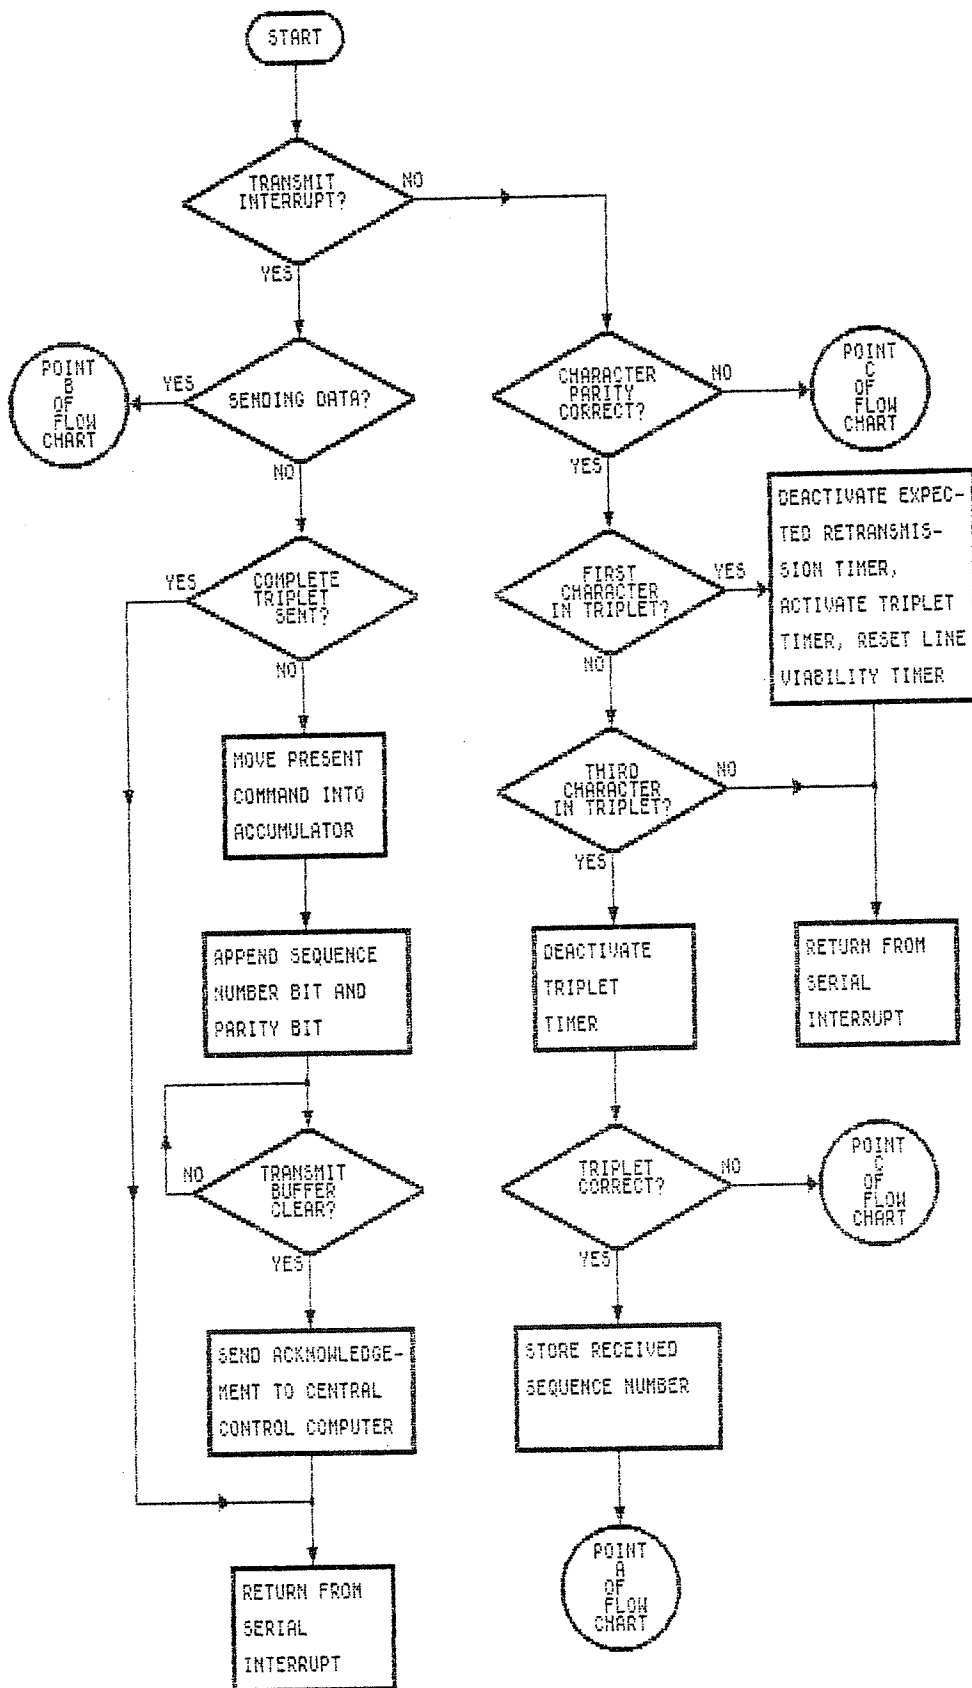 START
TRANSMIT
INTERRUPT?
NO
YES
POINT
B
OF
FLOW
CHART
YES
SENDING DATA?
NO
CHARACTER
PARITY
CORRECT?
NO
YES
POINT
C
OF
FLOW
CHART
YES
COMPLETE
TRIPLET
SENT?
NO
FIRST
CHARACTER
IN TRIPLET?
YES
NO
DEACTIVATE EXPEC-
TED RETRANSMIS-
SION TIMER,
ACTIVATE TRIPLET
TIMER, RESET LINE
VIABILITY TIMER
MOVE PRESENT
COMMAND INTO
ACCUMULATOR
THIRD
CHARACTER
IN TRIPLET?
NO
YES
APPEND SEQUENCE
NUMBER BIT AND
PARITY BIT
DEACTIVATE
TRIPLET
TIMER
RETURN FROM
SERIAL
INTERRUPT
NO
TRANSMIT
BUFFER
CLEAR?
YES
TRIPLET
CORRECT?
NO
YES
POINT
C
OF
FLOW
CHART
SEND ACKNOWLEDGE-
MENT TO CENTRAL
CONTROL COMPUTER
STORE RECEIVED
SEQUENCE NUMBER
RETURN FROM
SERIAL
INTERRUPT
POINT
A
OF
FLOW
CHART